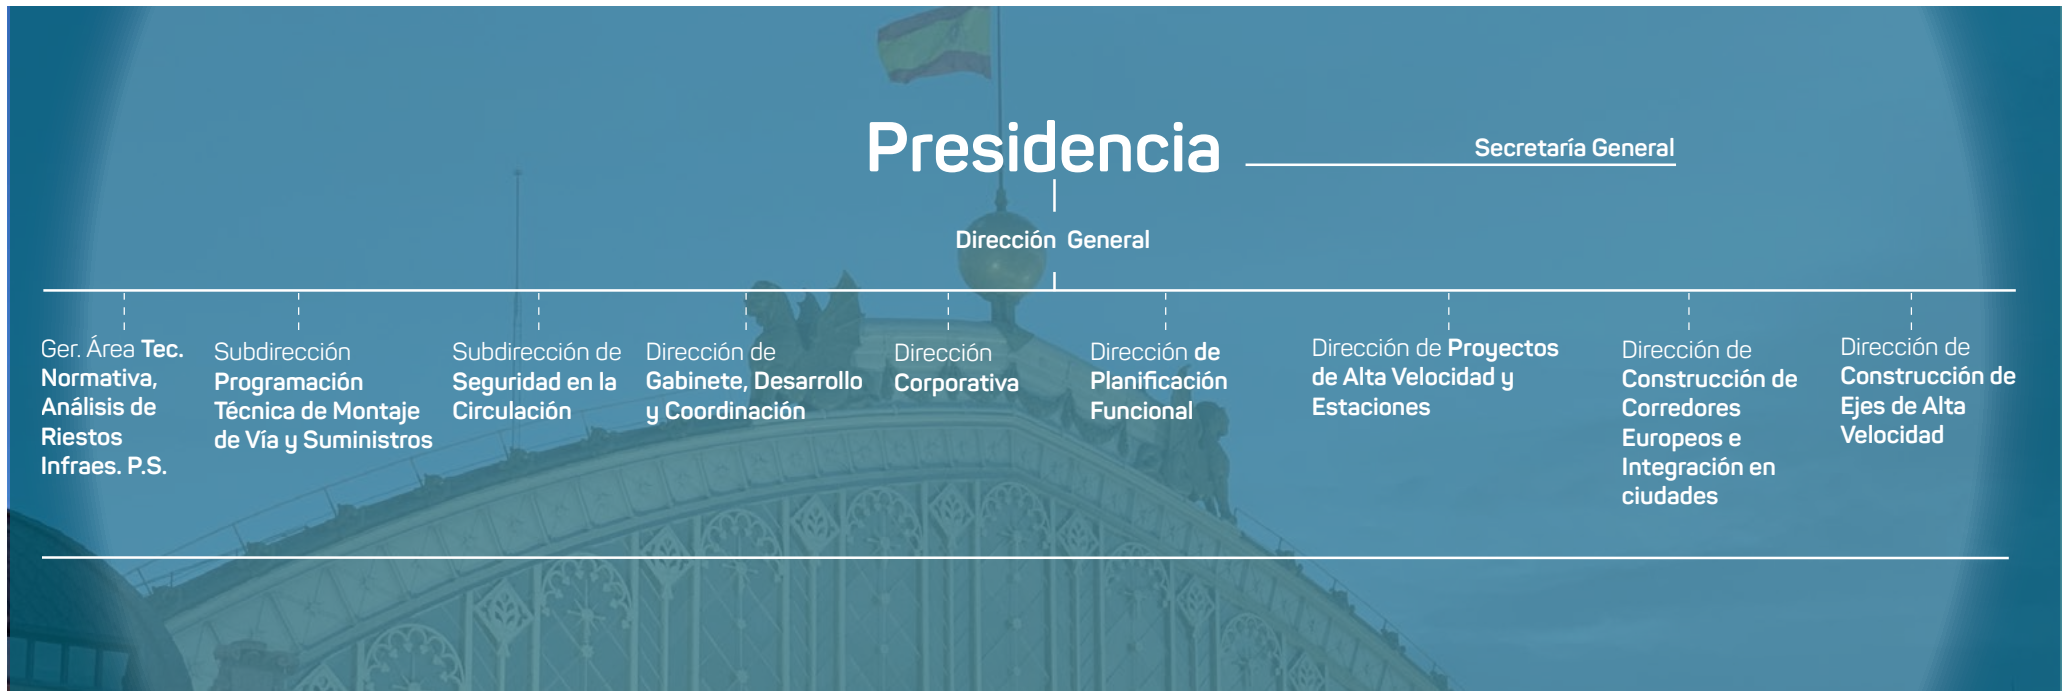 Presidencia
Secretaría General
Dirección General
Ger. Área Tec.
Normativa,
Análisis de
Riestos
Infraes. P.S.
Subdirección
Programación
Técnica de Montaje
de Vía y Suministros
Subdirección de
Seguridad en la
Circulación
Dirección de
Gabinete, Desarrollo
y Coordinación
Dirección
Corporativa
Dirección de
Planificación
Funcional
Dirección de Proyectos
de Alta Velocidad y
Estaciones
Dirección de
Construcción de
Corredores
Europeos e
Integración en
ciudades
Dirección de
Construcción de
Ejes de Alta
Velocidad